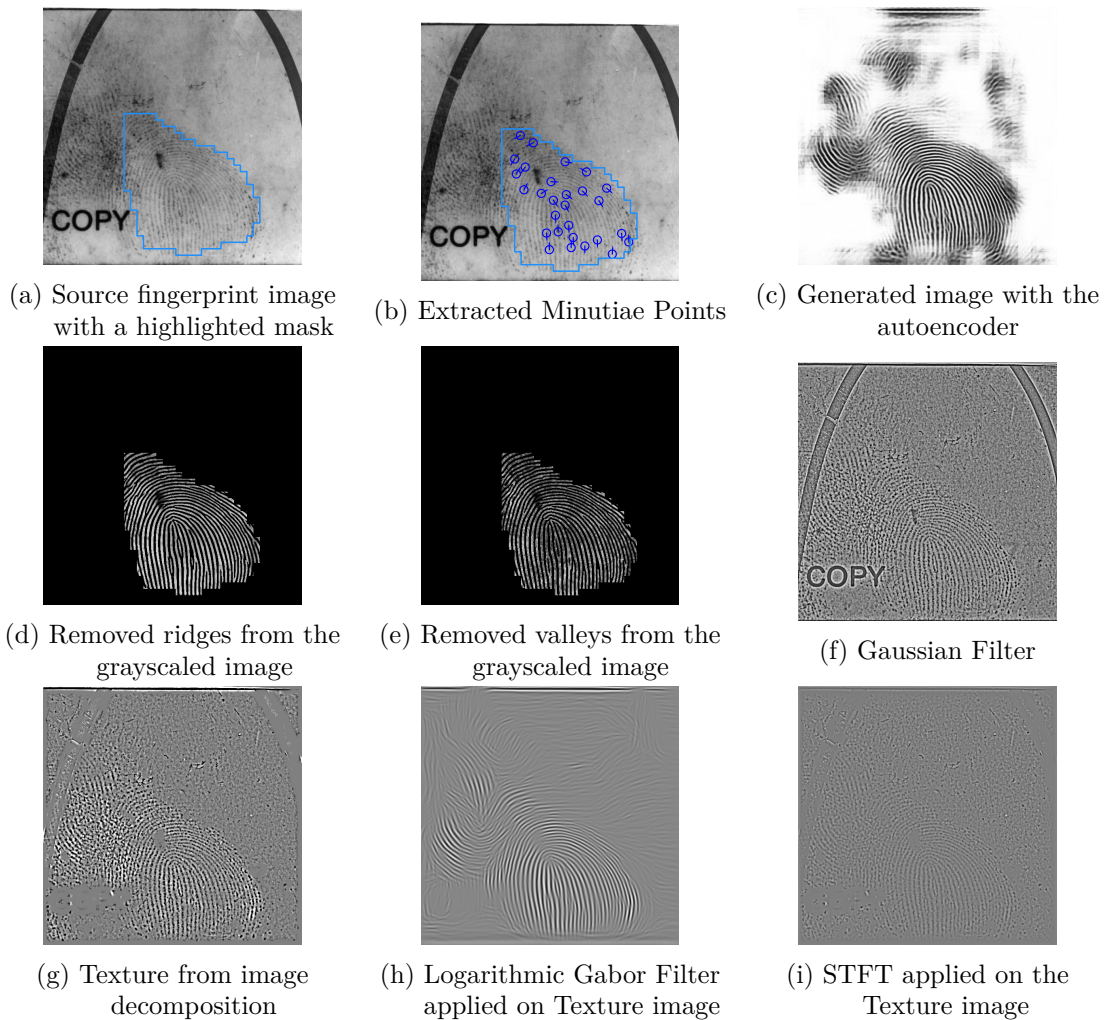 COPY
COPY
(a) Source fingerprint image
with a highlighted mask
(b) Extracted Minutiae Points
(c) Generated image with the
autoencoder
COPY
(d) Removed ridges from the
grayscaled image
(e) Removed valleys from the
grayscaled image
(f) Gaussian Filter
(g) Texture from image
decomposition
(h) Logarithmic Gabor Filter
applied on Texture image
(i) STFT applied on the
Texture image